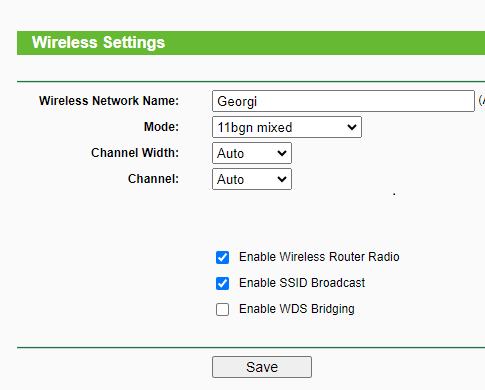 Wireless Settings
Wireless Network Name: Georgi (
Mode: 11bgn mixed
Channel Width: Auto
Channel: Auto
.
Enable Wireless Router Radio
Enable SSID Broadcast
Enable WDS Bridging
Save